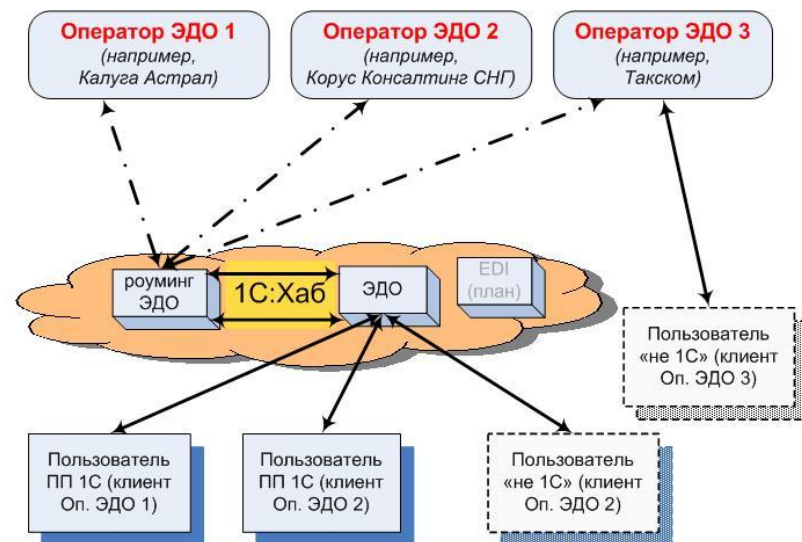 Оператор ЭДО 1
(например,
Калуга Астрал)
Оператор ЭДО 2
(например,
Корус Консалтинг СНГ)
Оператор ЭДО 3
(например,
Такском)
роуминг
ЭДО
1С:Хаб
ЭДО
EDI
(план)
Пользователь
«не 1С» (клиент
Оп. ЭДО 3)
Пользователь
ПП 1С (клиент
Оп. ЭДО 1)
Пользователь
ПП 1С (клиент
Оп. ЭДО 2)
Пользователь
«не 1С» (клиент
Оп. ЭДО 2)